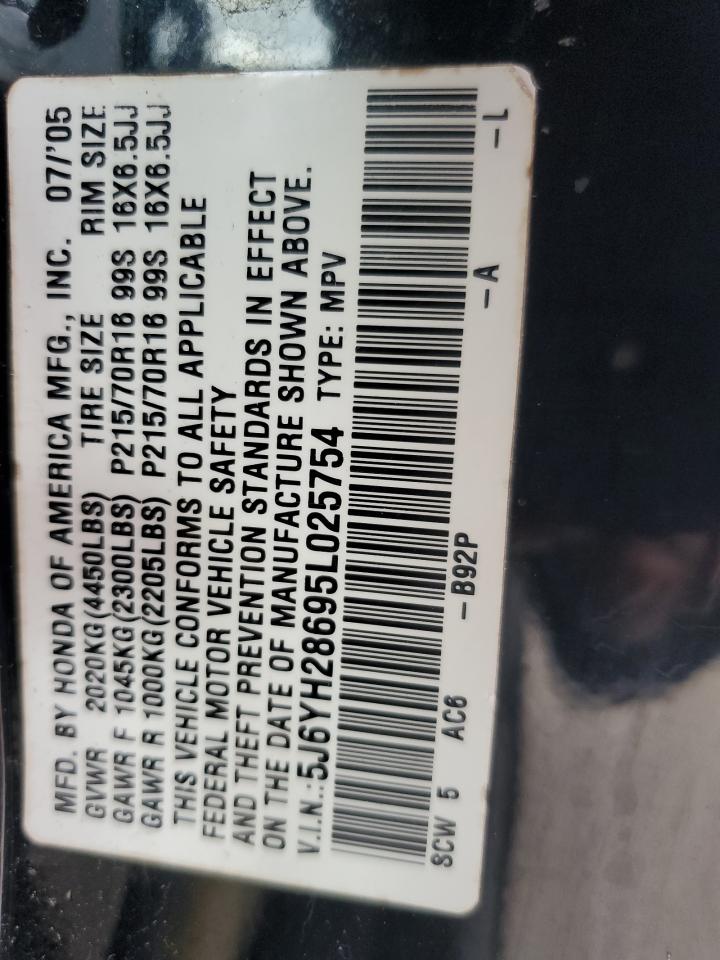 MFD. BY HONDA OF AMERICA MFG., INC. 07/'05
GVWR 2020KG(4450LBS) TIRE SIZE RIM SIZE
GAWR F 1045KG(2300LBS) P215/70R16 99S 16X6.5JJ
GAWR R 1000KG(2205LBS) P215/70R16 99S 16X6.5JJ
THIS VEHICLE CONFORMS TO ALL APPLICABLE
FEDERAL MOTOR VEHICLE SAFETY
AND THEFT PREVENTION STANDARDS IN EFFECT
ON THE DATE OF MANUFACTURE SHOWN ABOVE.
V.I.N.:5J6YH28695L025754 TYPE: MPV
SCW 5 AC6 -B92P -A -L